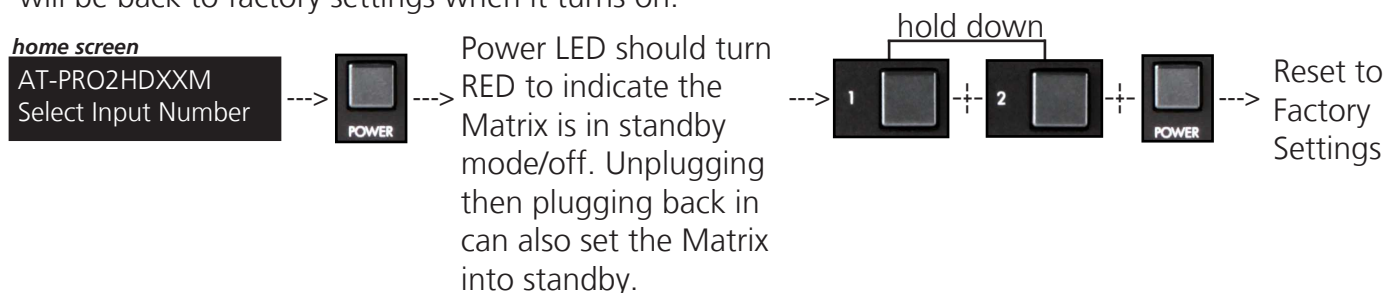 will be back to factory settings when it turns on.
home screen
AT-PRO2HDXXM
Select Input Number
--->
POWER
--->
Power LED should turn
RED to indicate the
Matrix is in standby
mode/off. Unplugging
then plugging back in
can also set the Matrix
into standby.
--->
hold down
1
-+-
2
-+-
POWER
--->
Reset to
Factory
Settings